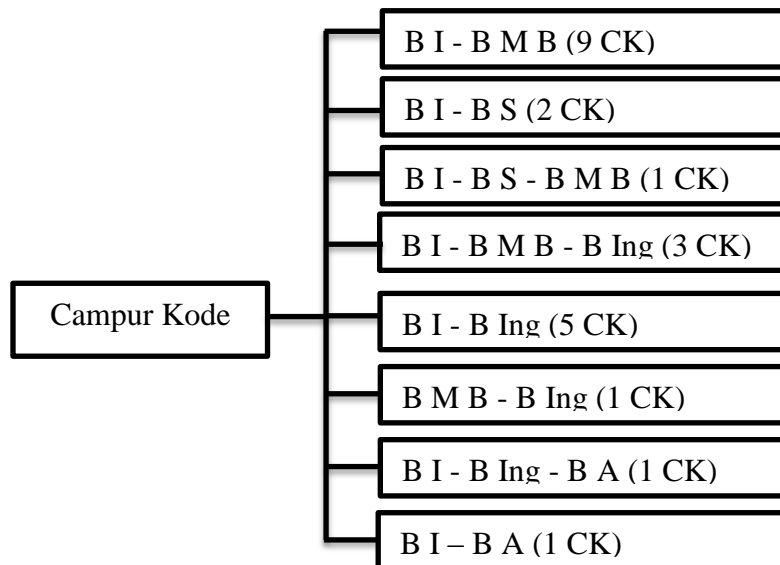 B I - B M B (9 CK)
B I - B S (2 CK)
B I - B S - B M B (1 CK)
B I - B M B - B Ing (3 CK)
Campur Kode
B I - B Ing (5 CK)
B M B - B Ing (1 CK)
B I - B Ing - B A (1 CK)
B I – B A (1 CK)